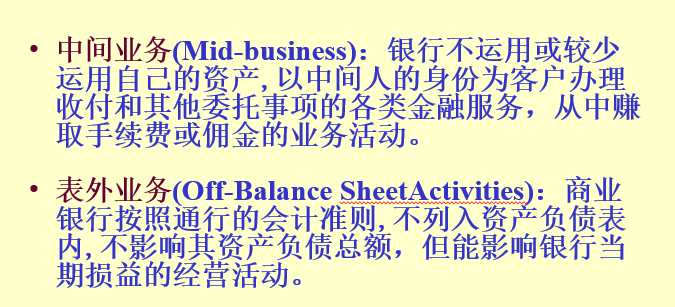 • 中间业务(Mid-business)：银行不运用或较少
运用自己的资产,以中间人的身份为客户办理
收付和其他委托事项的各类金融服务，从中赚
取手续费或佣金的业务活动。
• 表外业务(Off-Balance SheetActivities)：商业
银行按照通行的会计准则,不列入资产负债表
内,不影响其资产负债总额，但能影响银行当
期损益的经营活动。